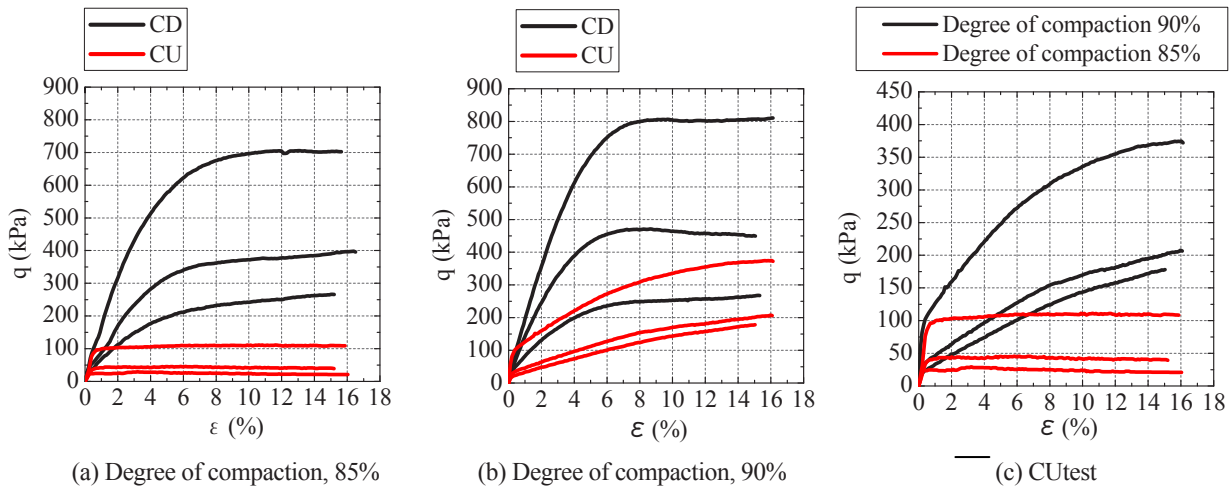 CD
CU
900
800
700
600
500
400
300
200
100
0
q (kPa)
0 2 4 6 8 10 12 14 16 18
ε (%)
(a) Degree of compaction, 85%
CD
CU
900
800
700
600
500
400
300
200
100
0
q (kPa)
0 2 4 6 8 10 12 14 16 18
ε (%)
(b) Degree of compaction, 90%
Degree of compaction 90%
Degree of compaction 85%
450
400
350
300
250
200
150
100
50
0
q (kPa)
0 2 4 6 8 10 12 14 16 18
ε (%)
(c) CUtest